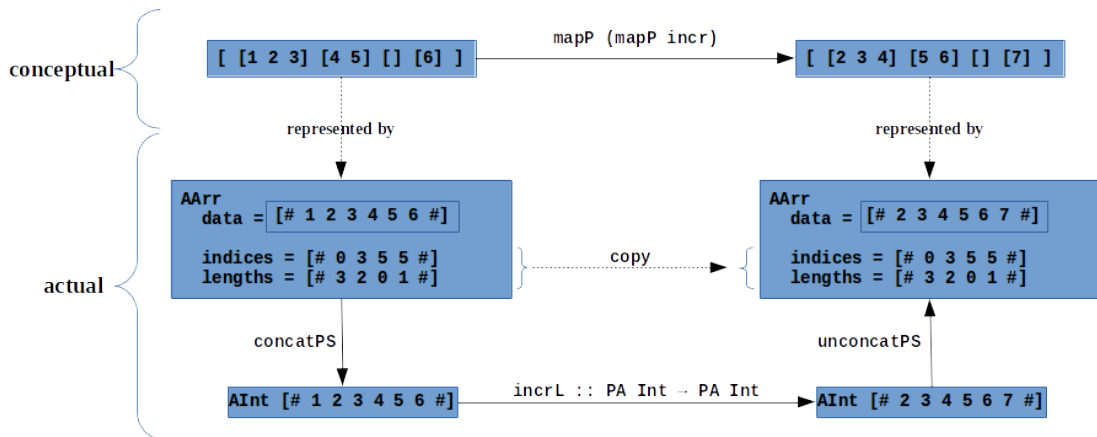 conceptual
[ [1 2 3] [4 5] [] [6] ]
mapP (mapP incr)
[ [2 3 4] [5 6] [] [7] ]
represented by
represented by
actual
AArr
data = [# 1 2 3 4 5 6 #]
indices = [# 0 3 5 5 #]
lengths = [# 3 2 0 1 #]
copy
AArr
data = [# 2 3 4 5 6 7 #]
indices = [# 0 3 5 5 #]
lengths = [# 3 2 0 1 #]
concatPS
unconcatPS
AInt [# 1 2 3 4 5 6 #]
incrL :: PA Int → PA Int
AInt [# 2 3 4 5 6 7 #]